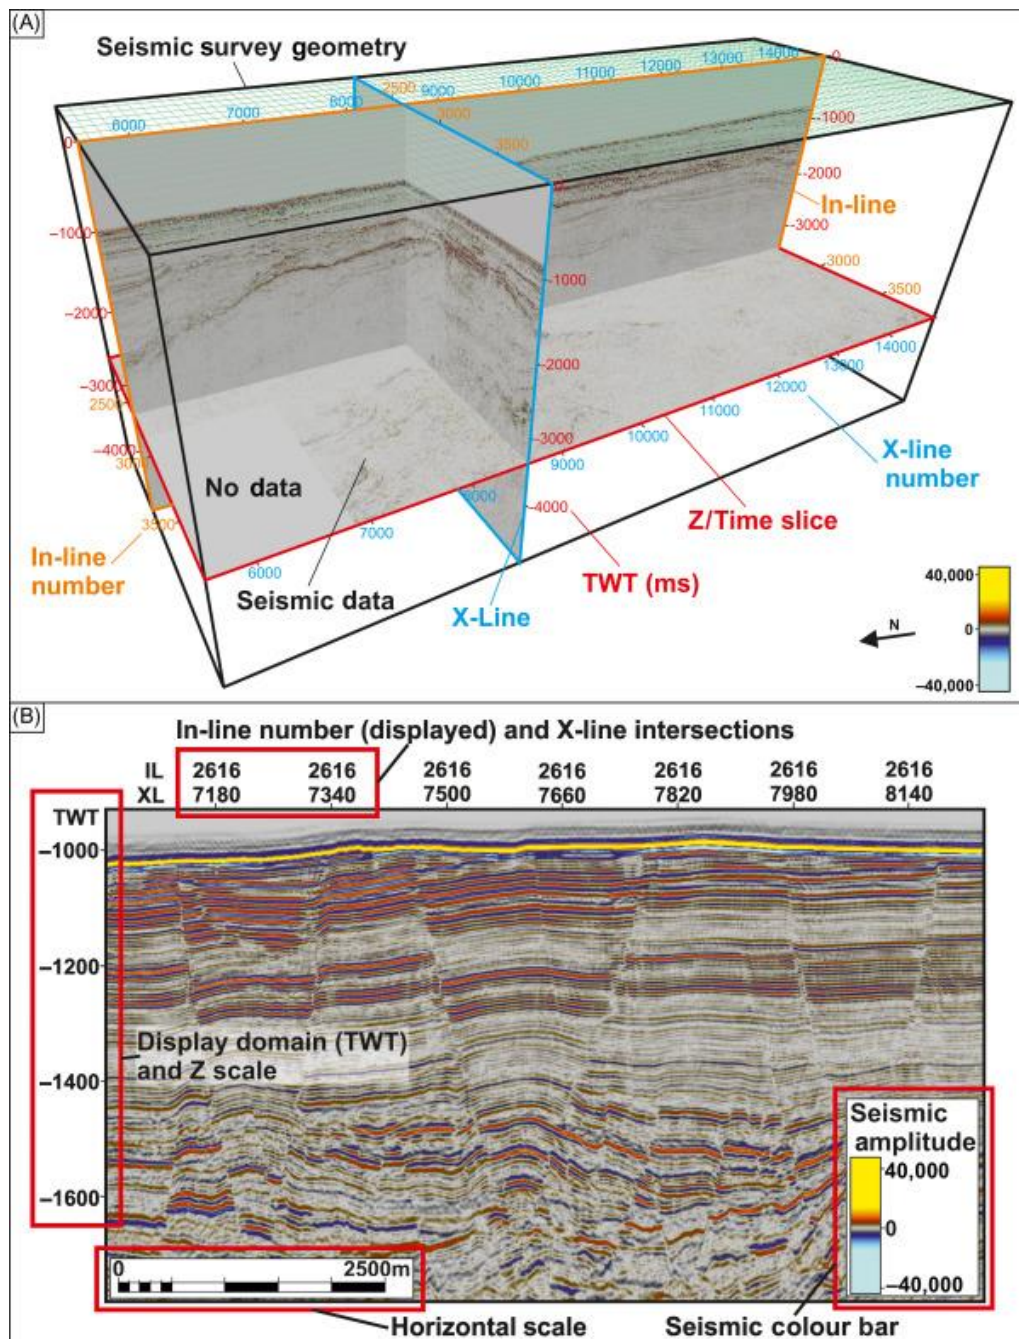 (A)
Seismic survey geometry
6000
7000
8000
2500
9000
10000
11000
12000
13000
14000
0
3000
3500
0
0
-1000
-2000
-3000
-4000
-1000
-2000
-3000
In-line
3000
3500
-1000
-2000
-3000
-4000
2500
3000
3500
No data
Seismic data
In-line
number
6000
7000
8000
9000
10000
11000
12000
13000
14000
X-line
number
Z/Time slice
TWT (ms)
X-Line
N
40,000
0
-40,000
(B)
In-line number (displayed) and X-line intersections
IL 2616 2616 2616 2616 2616 2616 2616
XL 7180 7340 7500 7660 7820 7980 8140
TWT
-1000
-1200
-1400
-1600
Display domain (TWT)
and Z scale
Seismic
amplitude
40,000
0
-40,000
0 2500m
Horizontal scale
Seismic colour bar